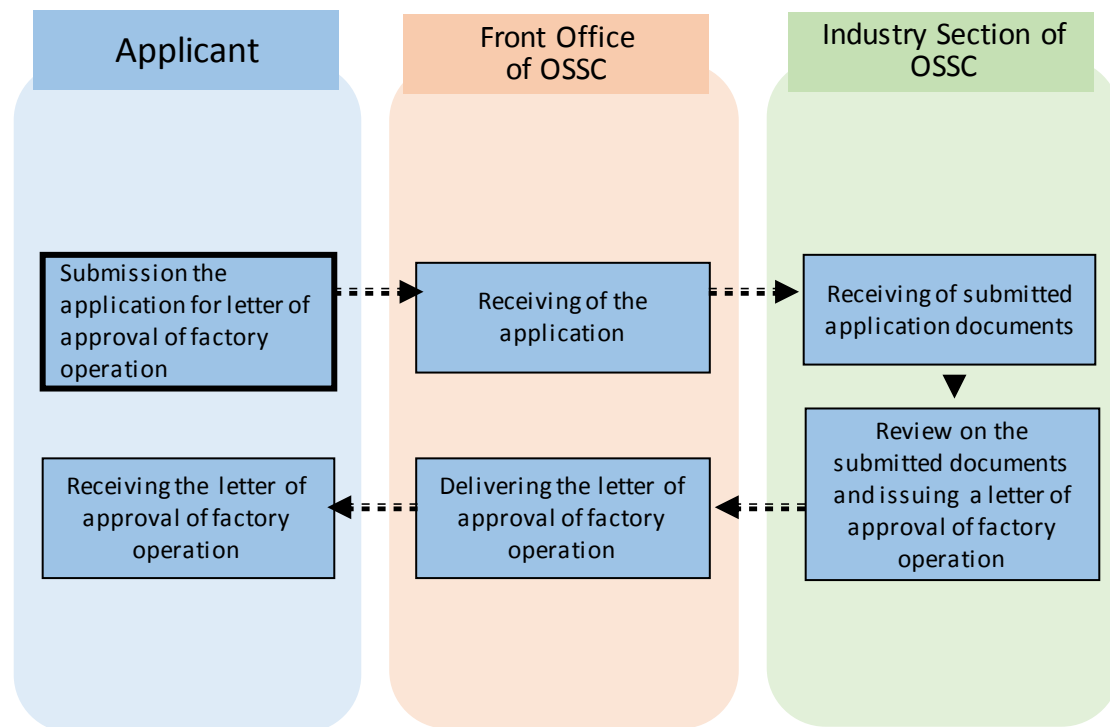 Applicant
Front Office
of OSSC
Industry Section of
OSSC
Submission the
application for letter of
approval of factory
operation
Receiving of the
application
Receiving of submitted
application documents
Receiving the letter of
approval of factory
operation
Delivering the letter of
approval of factory
operation
Review on the
submitted documents
and issuing a letter of
approval of factory
operation